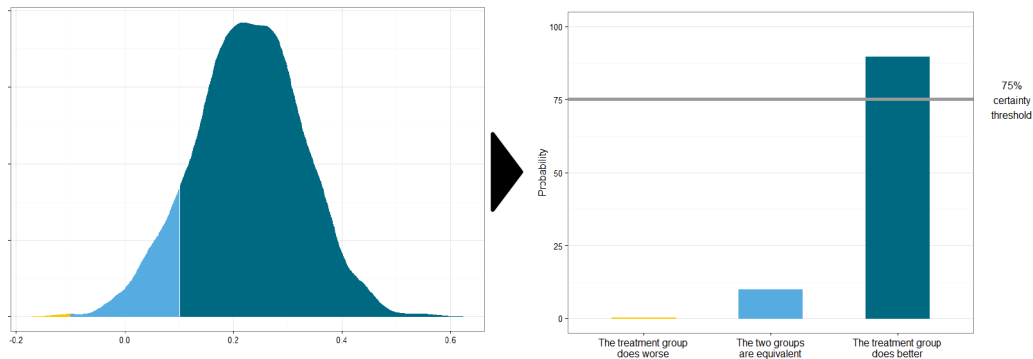 -0.2
0.0
0.2
0.4
0.6
Probability
100
75
50
25
0
The treatment group
does worse
The two groups
are equivalent
The treatment group
does better
75%
certainty
threshold